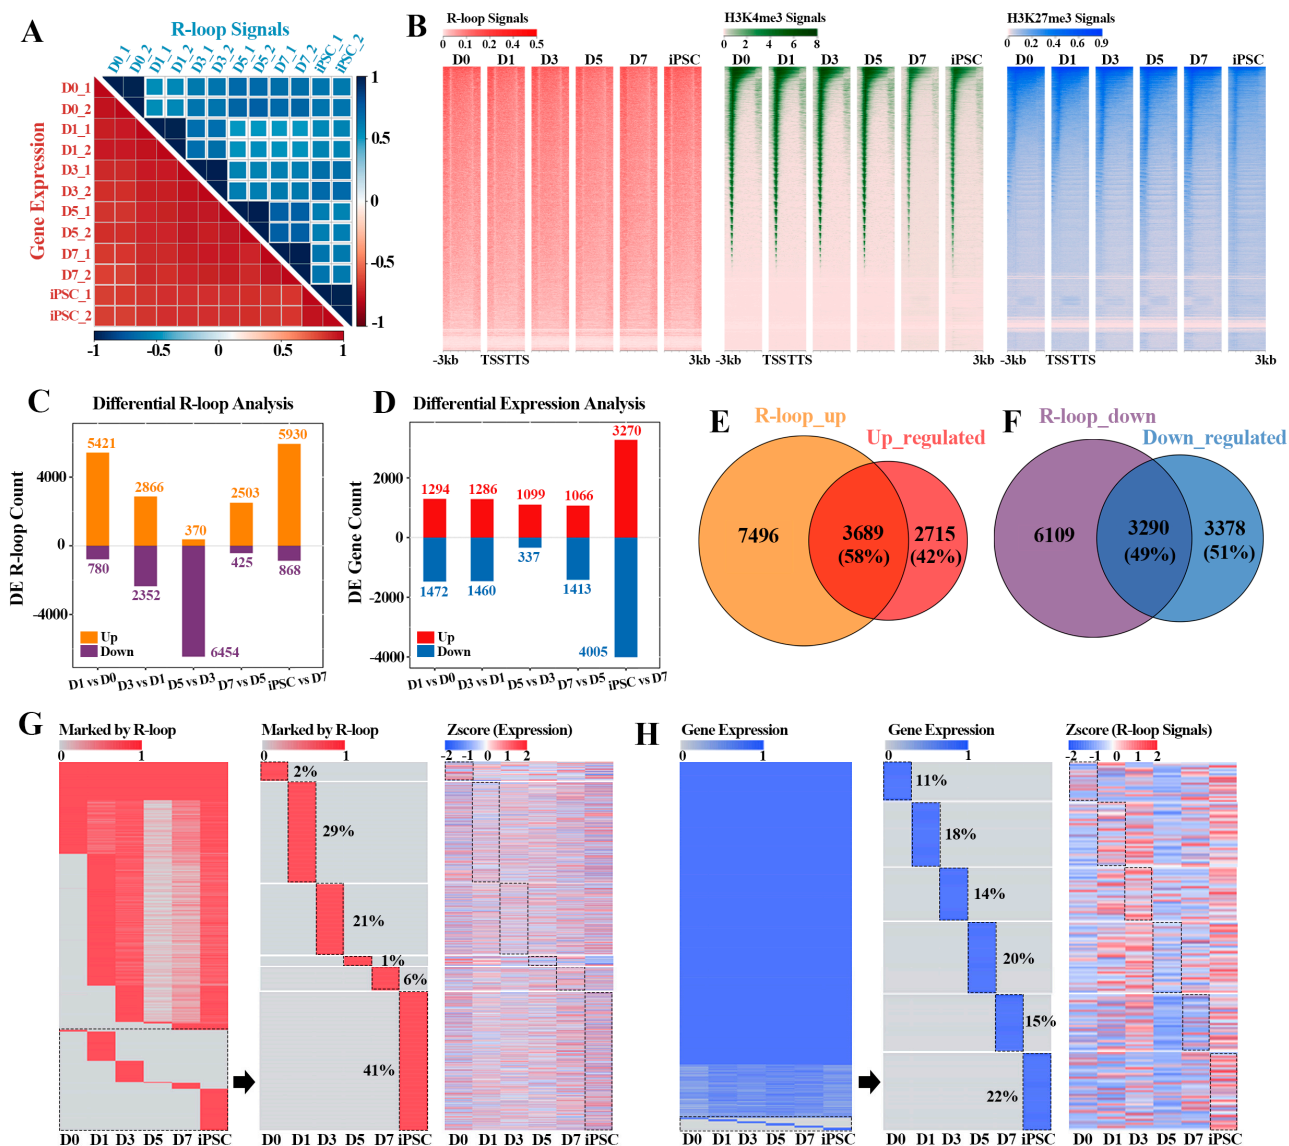 A
R-loop Signals
D0_1
D0_2
D1_1
D1_2
D3_1
D3_2
D5_1
D5_2
D7_1
D7_2
iPSC_1
iPSC_2
Gene Expression
D0_1
D0_2
D1_1
D1_2
D3_1
D3_2
D5_1
D5_2
D7_1
D7_2
iPSC_1
iPSC_2
1
0.5
0
-0.5
-1
-1 -0.5 0 0.5 1
B
R-loop Signals
0 0.1 0.2 0.4 0.5
D0 D1 D3 D5 D7 iPSC
-3kb TSSTTS 3kb
H3K4me3 Signals
0 2 4 6 8
D0 D1 D3 D5 D7 iPSC
-3kb TSSTTS 3kb
H3K27me3 Signals
0 0.2 0.4 0.6 0.9
D0 D1 D3 D5 D7 iPSC
-3kb TSSTTS 3kb
C
Differential R-loop Analysis
DE R-loop Count
4000
0
-4000
5421
780
2866
2352
370
6454
2503
425
5930
868
Up
Down
D1 vs D0 D3 vs D1 D5 vs D3 D7 vs D5 iPSC vs D7
D
Differential Expression Analysis
DE Gene Count
2000
0
-2000
-4000
1294
1472
1286
1460
1099
337
1066
1413
3270
4005
Up
Down
D1 vs D0 D3 vs D1 D5 vs D3 D7 vs D5 iPSC vs D7
E
R-loop_up
Up_regulated
7496
3689
(58%)
2715
(42%)
F
R-loop_down
Down_regulated
6109
3290
(49%)
3378
(51%)
G
Marked by R-loop
0 1
D0 D1 D3 D5 D7 iPSC
Marked by R-loop
0 1
2%
29%
21%
1%
6%
41%
D0 D1 D3 D5 D7 iPSC
Zscore (Expression)
-2 -1 0 1 2
D0 D1 D3 D5 D7 iPSC
H
Gene Expression
0 1
D0 D1 D3 D5 D7 iPSC
Gene Expression
0 1
11%
18%
14%
20%
15%
22%
D0 D1 D3 D5 D7 iPSC
Zscore (R-loop Signals)
-2 -1 0 1 2
D0 D1 D3 D5 D7 iPSC